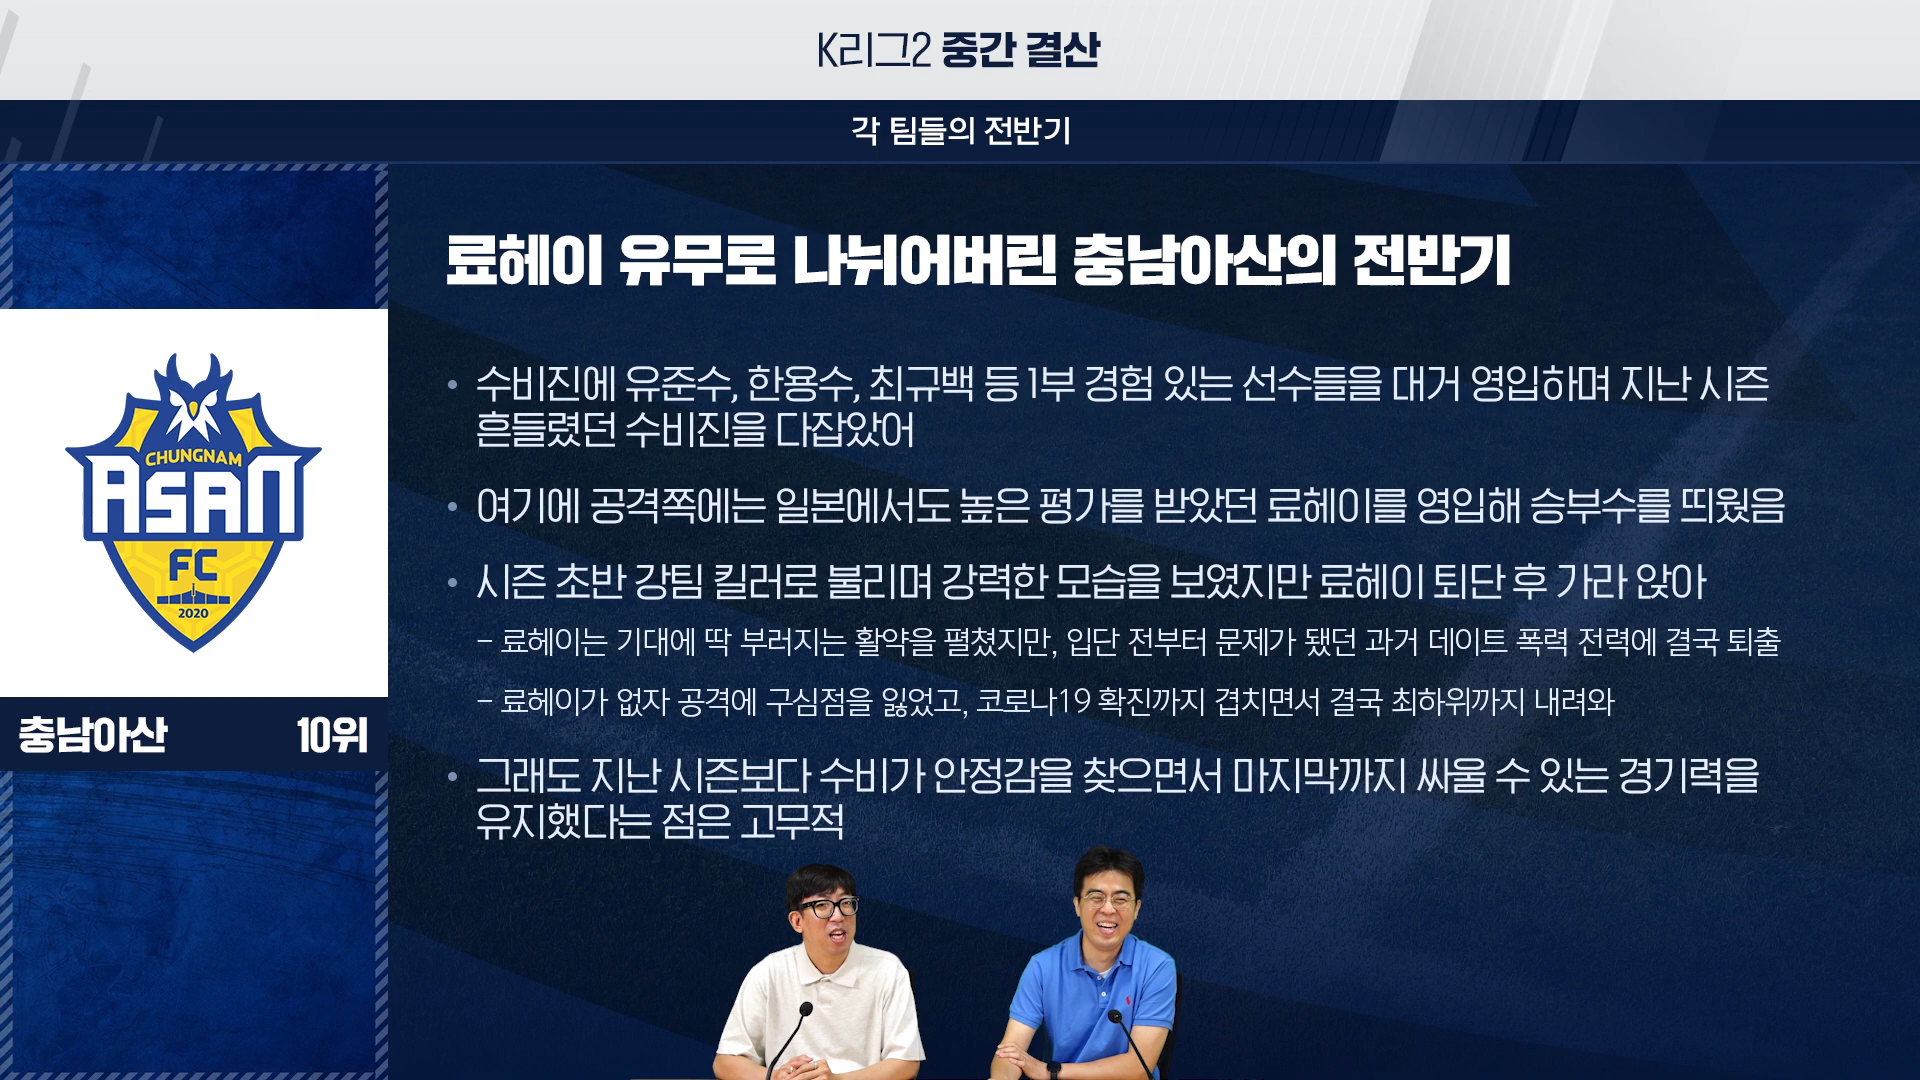 K리그2 중간 결산
각 팀들의 전반기
료헤이 유무로 나뉘어버린 충남아산의 전반기
• 수비진에 유준수, 한용수, 최규백 등 1부 경험 있는 선수들을 대거 영입하며 지난 시즌
흔들렸던 수비진을 다잡았어
• 여기에 공격쪽에는 일본에서도 높은 평가를 받았던 료헤이를 영입해 승부수를 띄웠음
• 시즌 초반 강팀 킬러로 불리며 강력한 모습을 보였지만 료헤이 퇴단 후 가라 앉아
- 료헤이는 기대에 딱 부러지는 활약을 펼쳤지만, 입단 전부터 문제가 됐던 과거 데이트 폭력 전력에 결국 퇴출
- 료헤이가 없자 공격에 구심점을 잃었고, 코로나19 확진까지 겹치면서 결국 최하위까지 내려와
• 그래도 지난 시즌보다 수비가 안정감을 찾으면서 마지막까지 싸울 수 있는 경기력을
유지했다는 점은 고무적
CHUNGNAM
ASAN
FC
2020
충남아산 10위